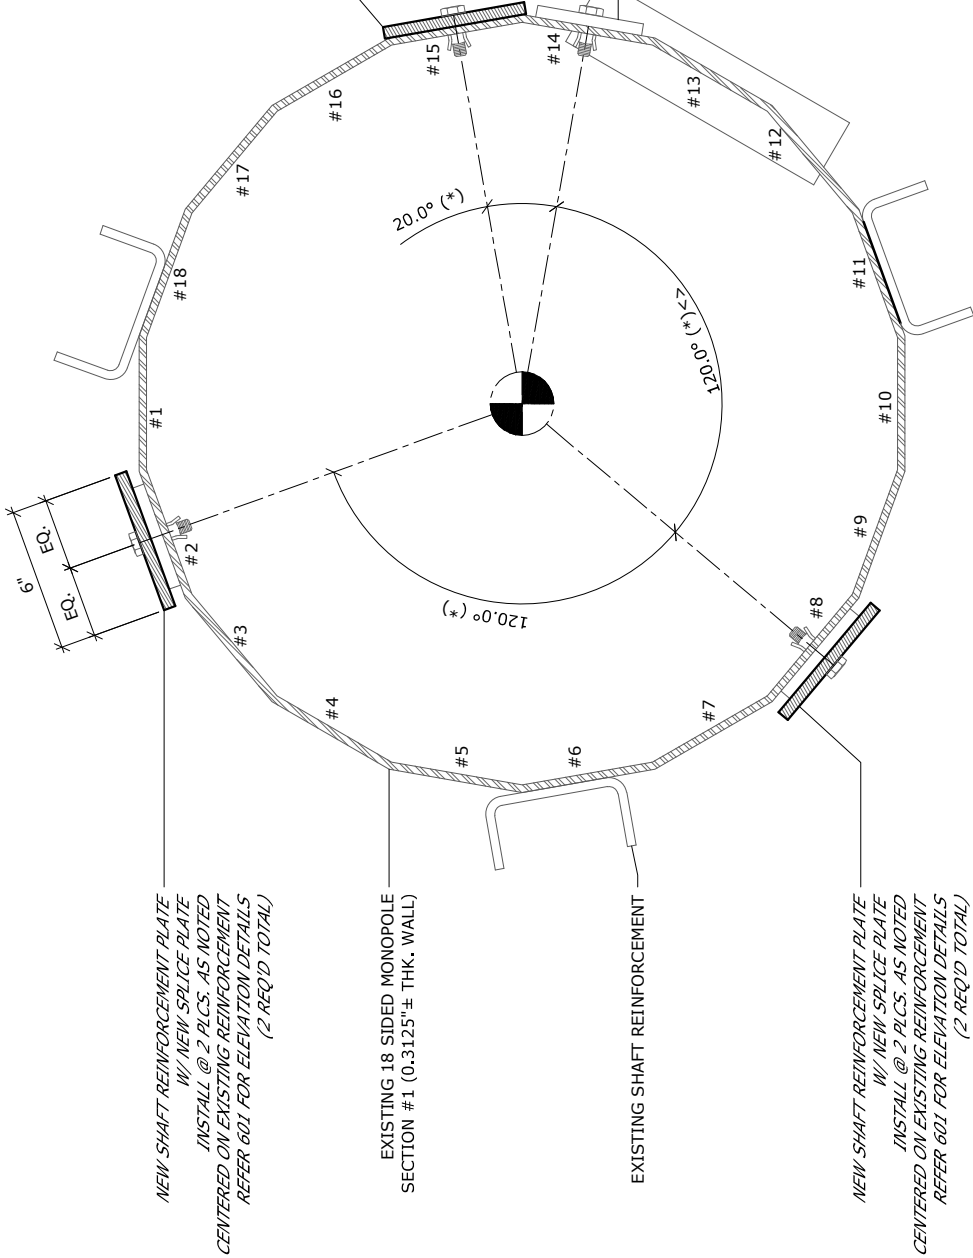 #15
#14
#16
#13
#12
#17
20.0° (*)
#18
#11
120.0° (*)<7
#1
#10
6"
EQ.
EQ.
#2
#9
#3
120.0° (*)
#8
#4
#7
#5
#6
NEW SHAFT REINFORCEMENT PLATE
W/ NEW SPLICE PLATE
INSTALL @ 2 PLCS. AS NOTED
CENTERED ON EXISTING REINFORCEMENT
REFER 601 FOR ELEVATION DETAILS
(2 REQ'D TOTAL)
EXISTING 18 SIDED MONOPOLE
SECTION #1 (0.3125"± THK. WALL)
EXISTING SHAFT REINFORCEMENT
NEW SHAFT REINFORCEMENT PLATE
W/ NEW SPLICE PLATE
INSTALL @ 2 PLCS. AS NOTED
CENTERED ON EXISTING REINFORCEMENT
REFER 601 FOR ELEVATION DETAILS
(2 REQ'D TOTAL)